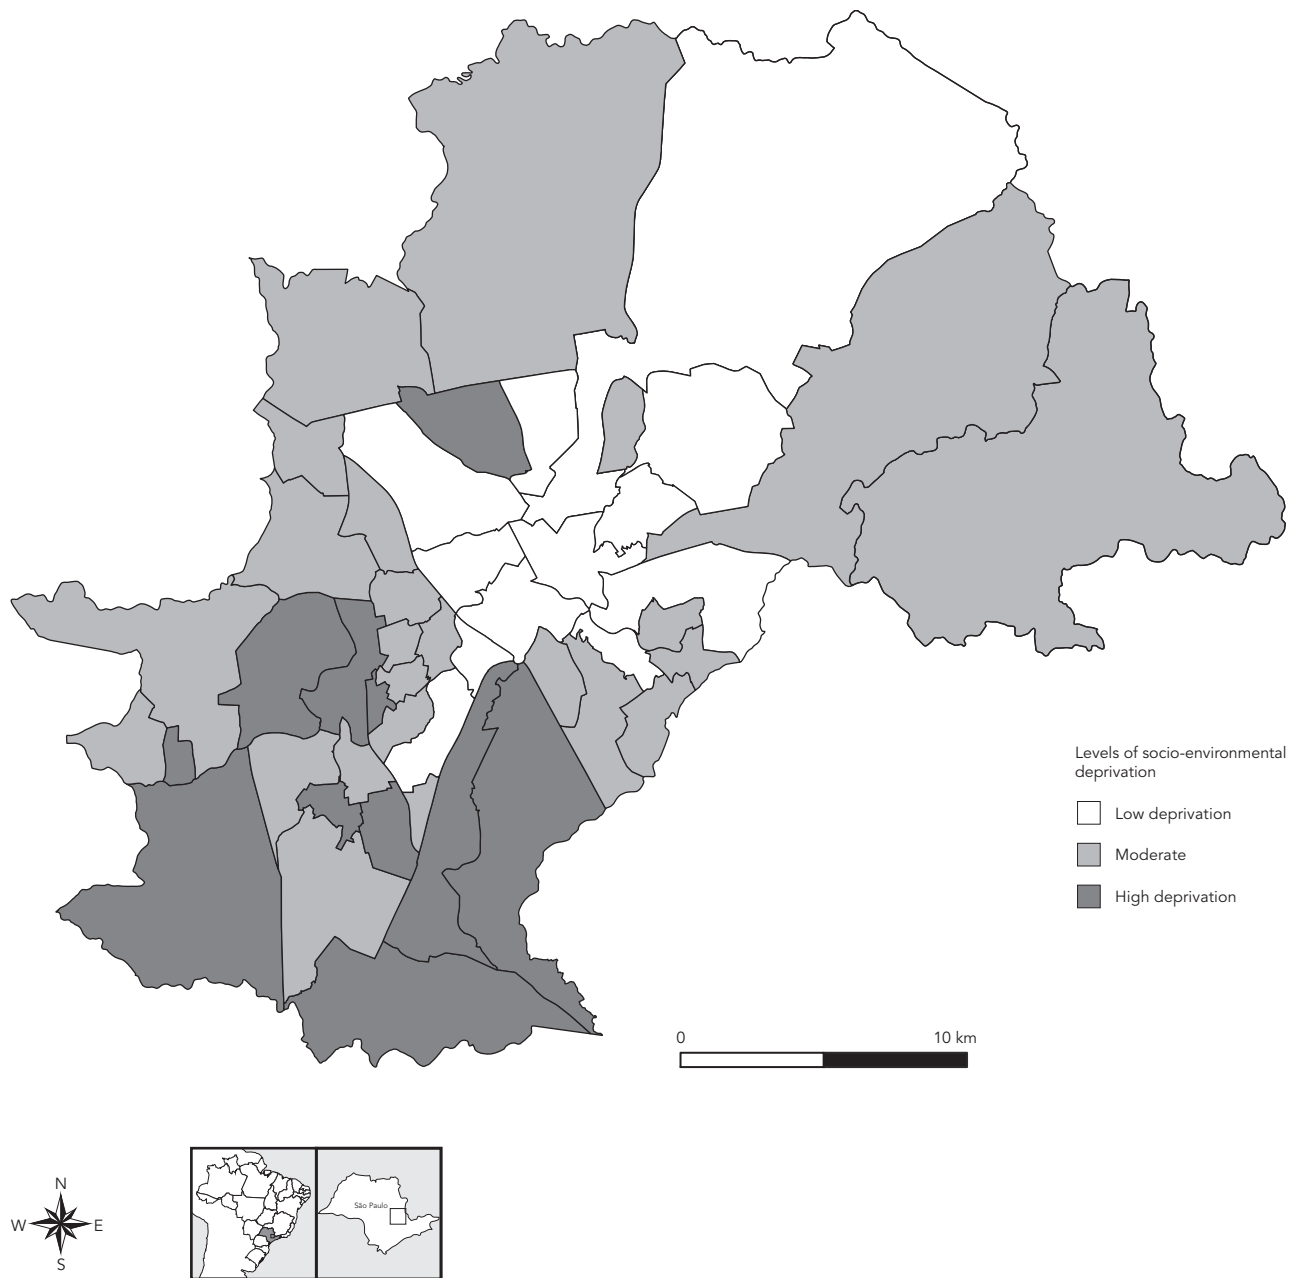 Levels of socio-environmental
deprivation
Low deprivation
Moderate
High deprivation
0 10 km
N
W E
S
São Paulo